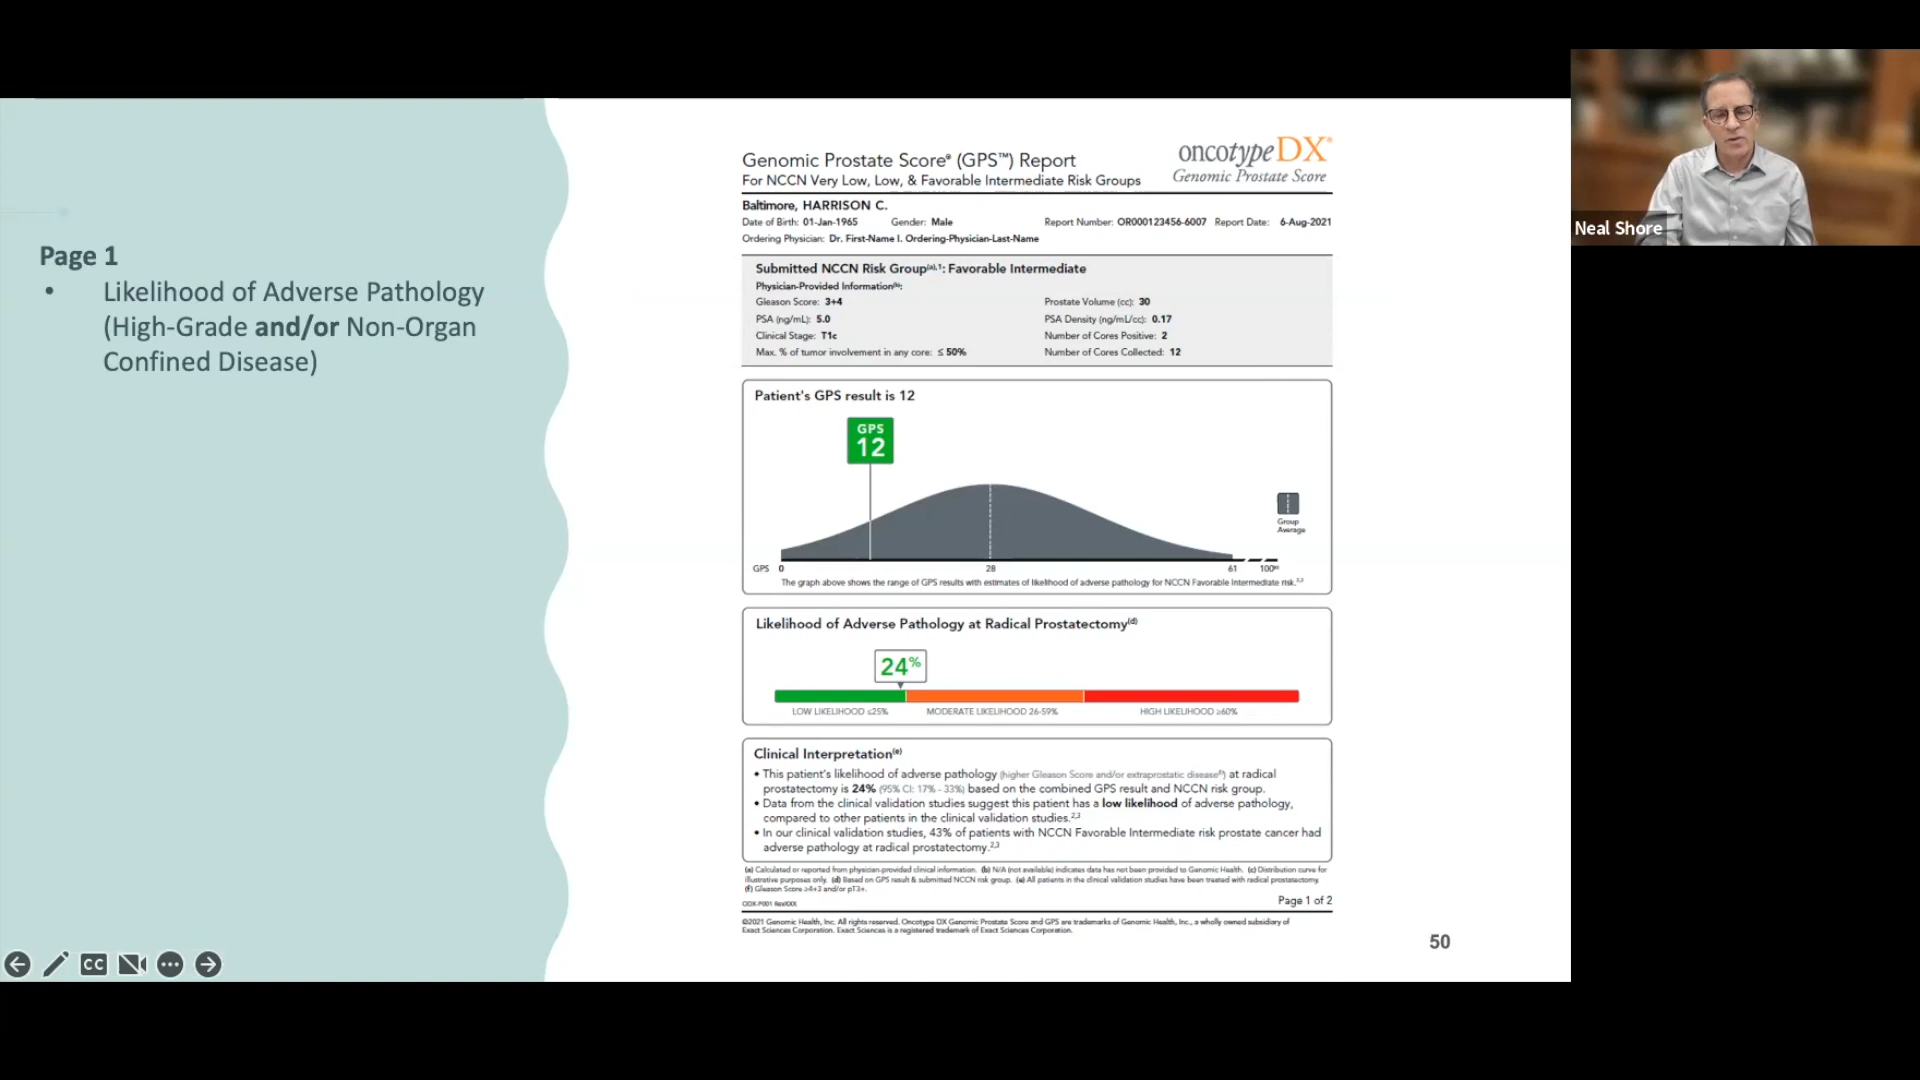 Page 1
• Likelihood of Adverse Pathology
(High-Grade and/or Non-Organ
Confined Disease)
Genomic Prostate Score® (GPS™) Report
For NCCN Very Low, Low, & Favorable Intermediate Risk Groups
oncotypeDX®
Genomic Prostate Score
Baltimore, HARRISON C.
Date of Birth: 01-Jan-1965 Gender: Male Report Number: OR000123456-6007 Report Date: 6-Aug-2021
Ordering Physician: Dr. First-Name I. Ordering-Physician-Last-Name
Submitted NCCN Risk Group(a),1: Favorable Intermediate
Physician-Provided Information(b):
Gleason Score: 3+4 Prostate Volume (cc): 30
PSA (ng/mL): 5.0 PSA Density (ng/mL/cc): 0.17
Clinical Stage: T1c Number of Cores Positive: 2
Max. % of tumor involvement in any core: ≤ 50% Number of Cores Collected: 12
Patient's GPS result is 12
GPS
12
Group
Average
GPS 0 28 61 100(c)
The graph above shows the range of GPS results with estimates of likelihood of adverse pathology for NCCN Favorable Intermediate risk.2,3
Likelihood of Adverse Pathology at Radical Prostatectomy(d)
24%
LOW LIKELIHOOD ≤25% MODERATE LIKELIHOOD 26-59% HIGH LIKELIHOOD ≥60%
Clinical Interpretation(e)
• This patient's likelihood of adverse pathology (higher Gleason Score and/or extraprostatic disease(f)) at radical
prostatectomy is 24% (95% CI: 17% - 33%) based on the combined GPS result and NCCN risk group.
• Data from the clinical validation studies suggest this patient has a low likelihood of adverse pathology,
compared to other patients in the clinical validation studies.2,3
• In our clinical validation studies, 43% of patients with NCCN Favorable Intermediate risk prostate cancer had
adverse pathology at radical prostatectomy.2,3
(a) Calculated or reported from physician-provided clinical information. (b) N/A (not available) indicates data has not been provided to Genomic Health. (c) Distribution curve for
illustrative purposes only. (d) Based on GPS result & submitted NCCN risk group. (e) All patients in the clinical validation studies have been treated with radical prostatectomy.
(f) Gleason Score ≥4+3 and/or pT3+.
Page 1 of 2
©2021 Genomic Health, Inc. All rights reserved. Oncotype DX Genomic Prostate Score and GPS are trademarks of Genomic Health, Inc., a wholly owned subsidiary of
Exact Sciences Corporation. Exact Sciences is a registered trademark of Exact Sciences Corporation.
50
CC
Neal Shore